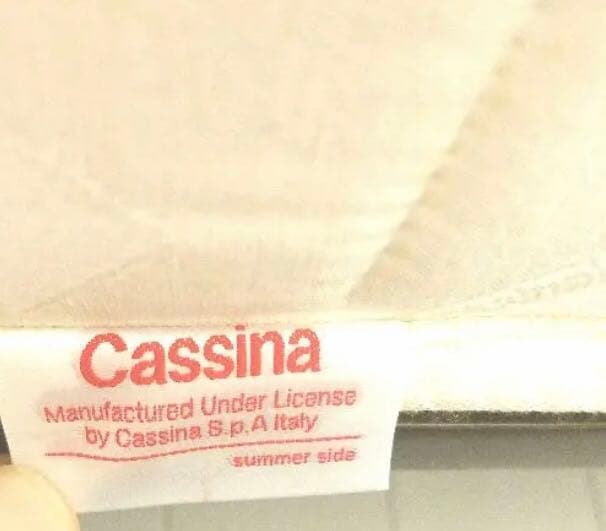 Cassina
Manufactured Under License
by Cassina S.p.A Italy
summer side